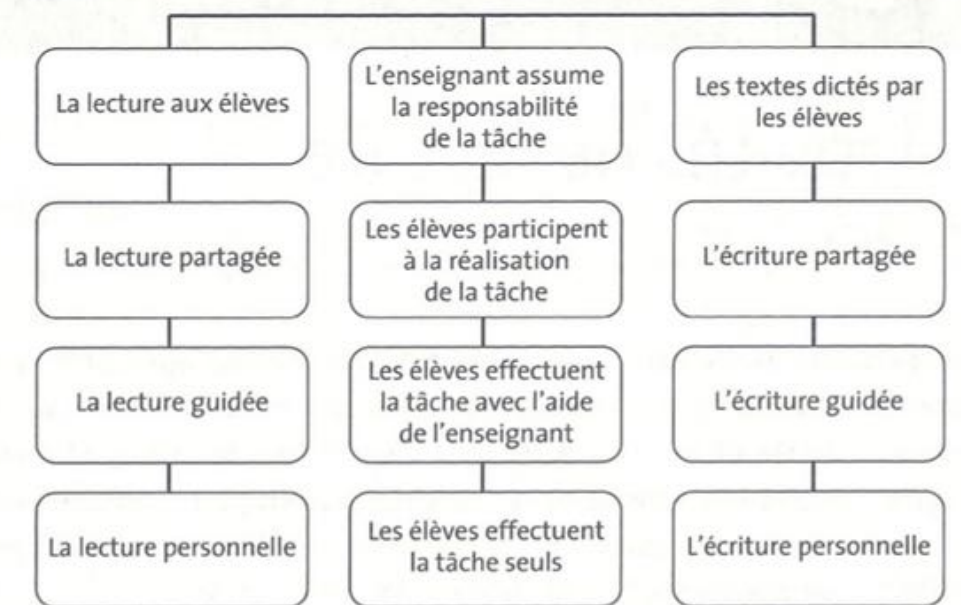 La lecture aux élèves
L'enseignant assume
la responsabilité
de la tâche
Les textes dictés par
les élèves
La lecture partagée
Les élèves participent
à la réalisation
de la tâche
L'écriture partagée
La lecture guidée
Les élèves effectuent
la tâche avec l'aide
de l'enseignant
L'écriture guidée
La lecture personnelle
Les élèves effectuent
la tâche seuls
L'écriture personnelle